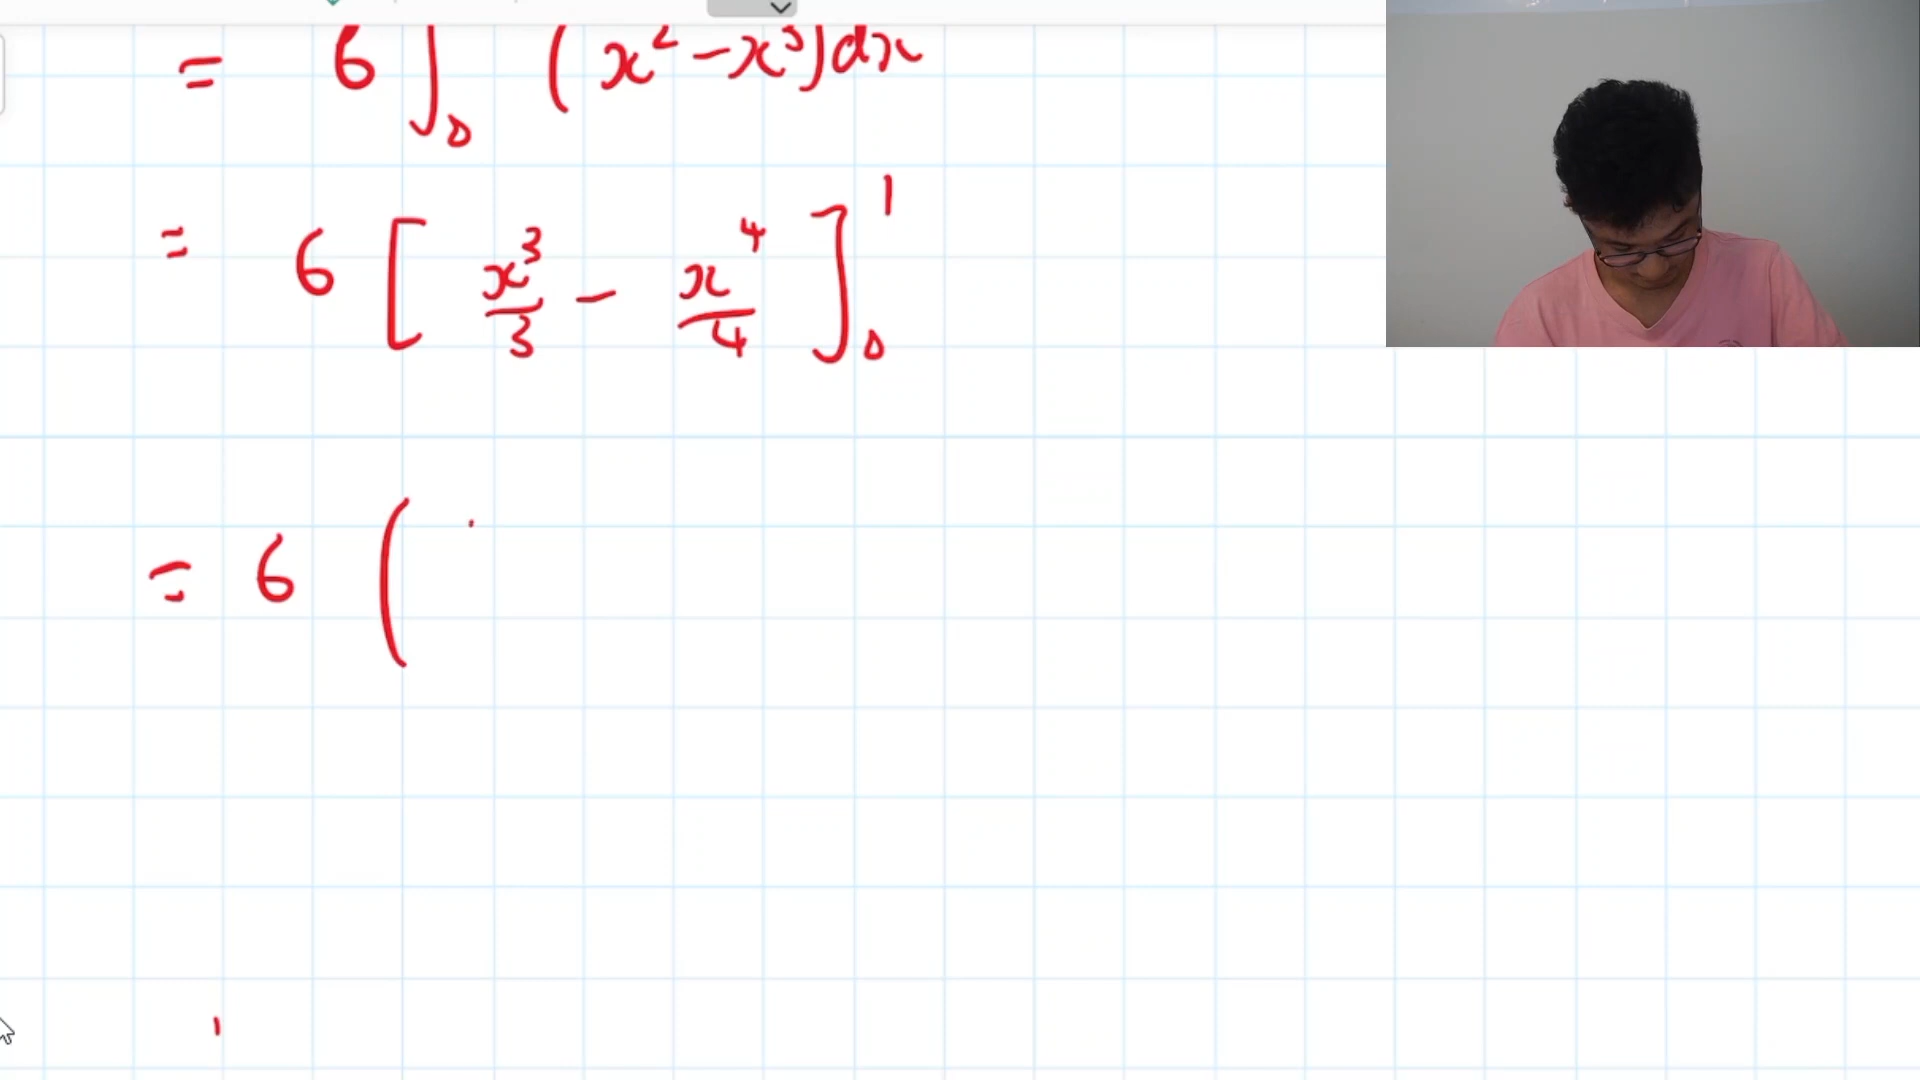 = 6 ∫₀ (x² - x³) dx
= 6 [ x³/3 - x⁴/4 ]₀¹
= 6 (